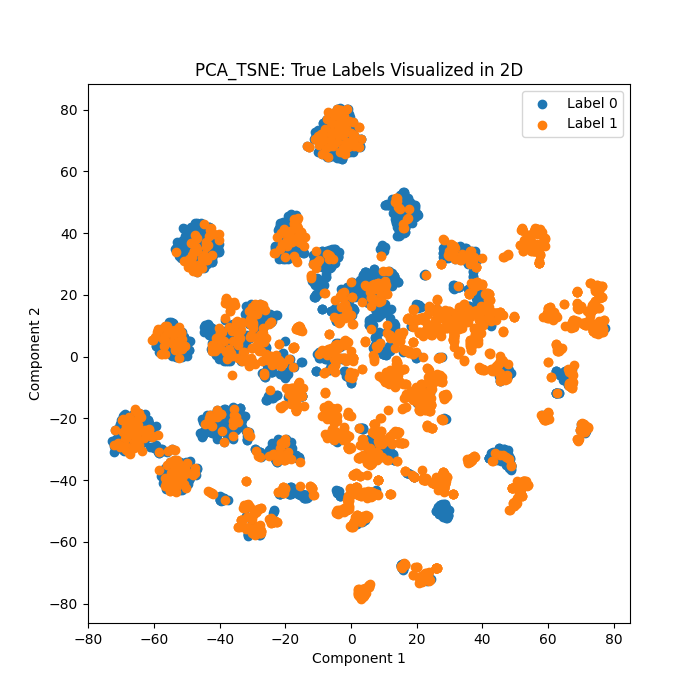 PCA_TSNE: True Labels Visualized in 2D
Label 0
Label 1
80
60
40
20
0
−20
−40
−60
−80
Component 2
−80 −60 −40 −20 0 20 40 60 80
Component 1